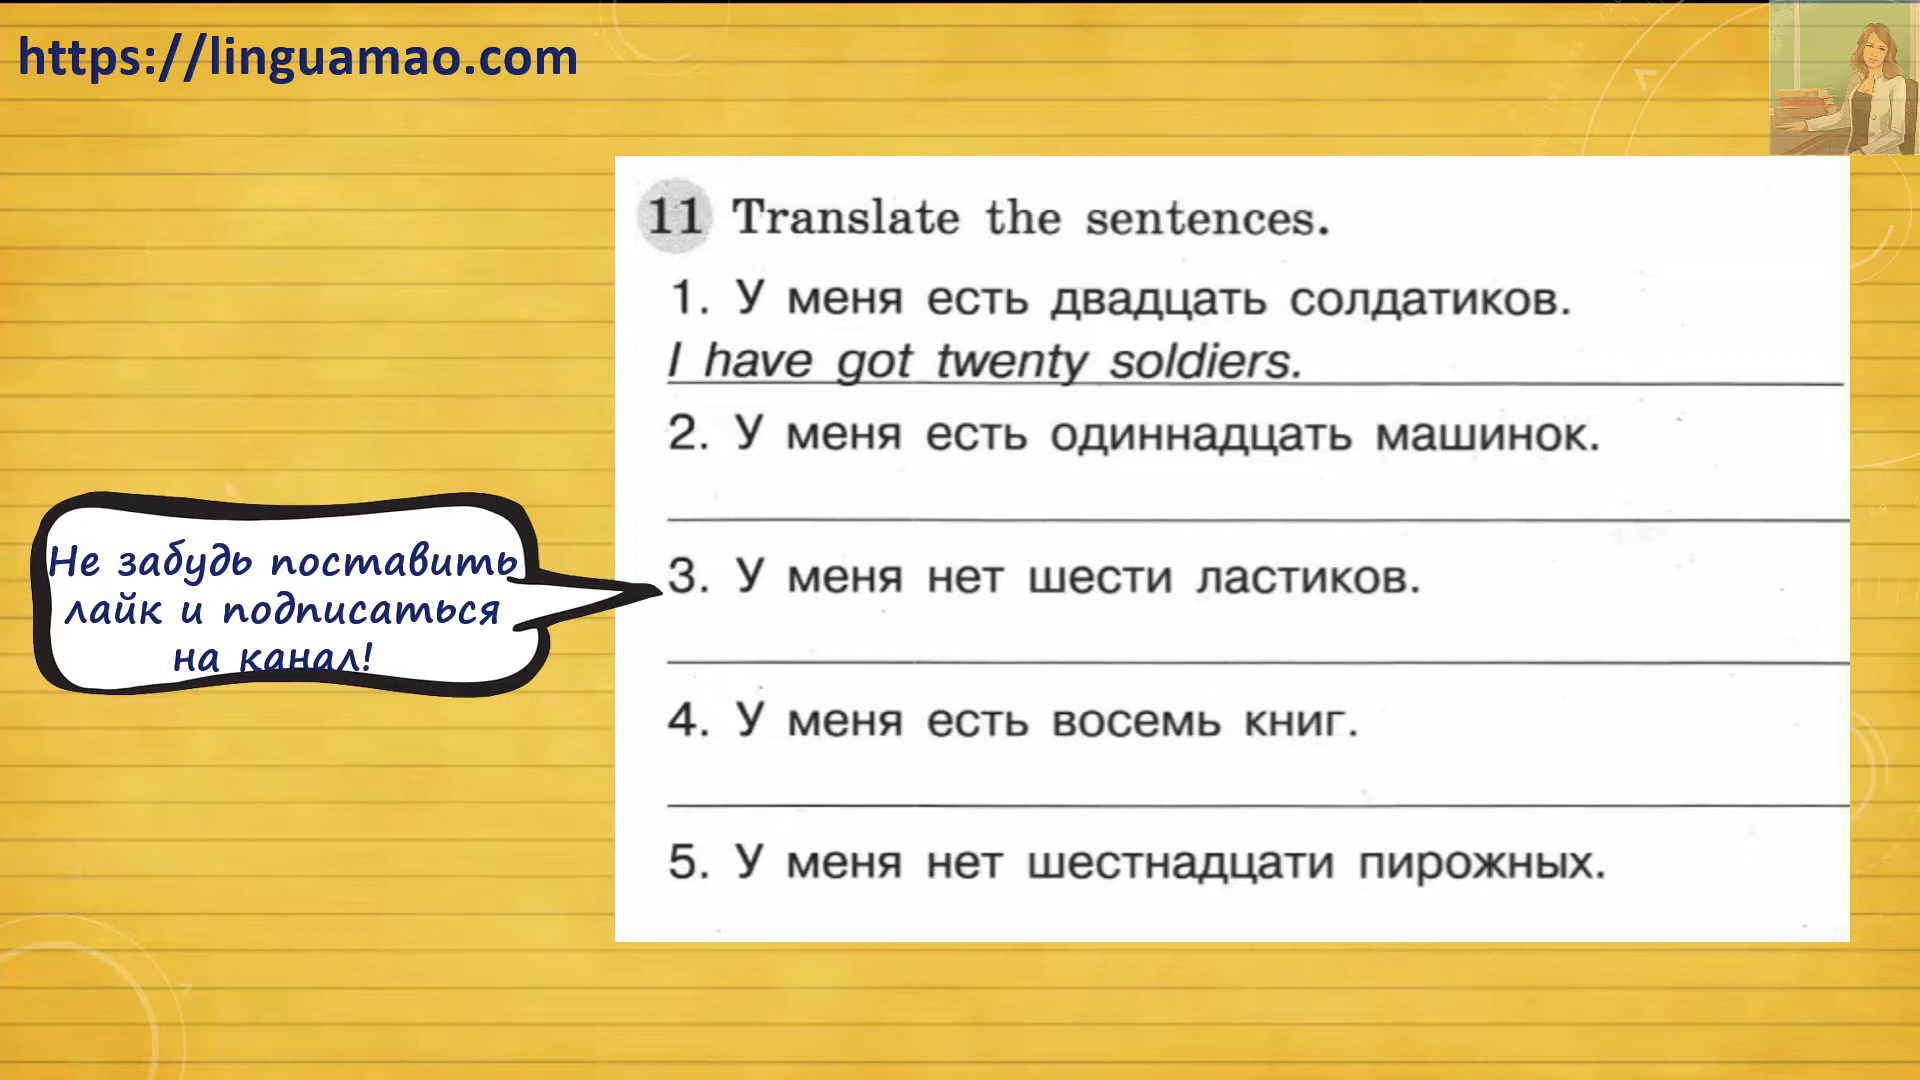 https://linguamao.com
11 Translate the sentences.
1. У меня есть двадцать солдатиков.
I have got twenty soldiers.
2. У меня есть одиннадцать машинок.
3. У меня нет шести ластиков.
4. У меня есть восемь книг.
5. У меня нет шестнадцати пирожных.
Не забудь поставить
лайк и подписаться
на канал!